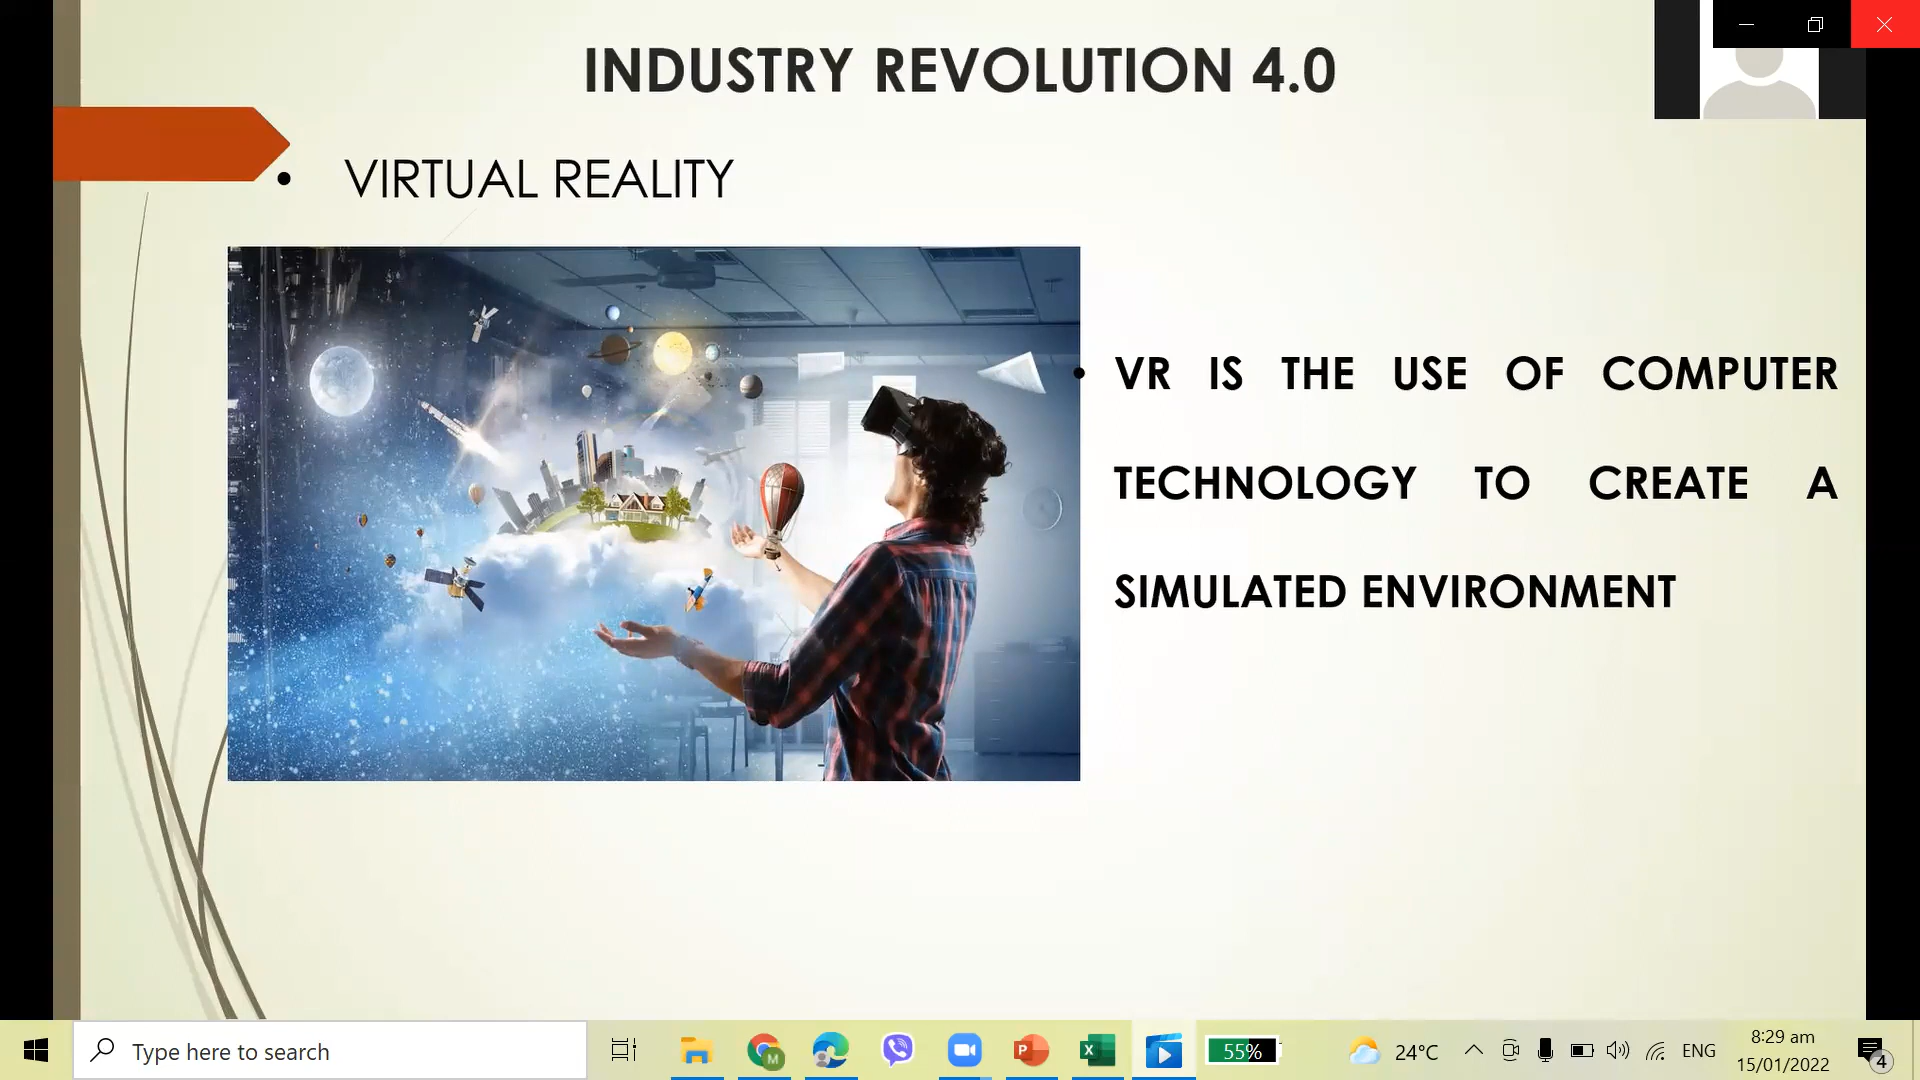 INDUSTRY REVOLUTION 4.0
• VIRTUAL REALITY
• VR IS THE USE OF COMPUTER
TECHNOLOGY TO CREATE A
SIMULATED ENVIRONMENT
Type here to search
M
P
X
55%
24°C
ENG
8:29 am
15/01/2022
4